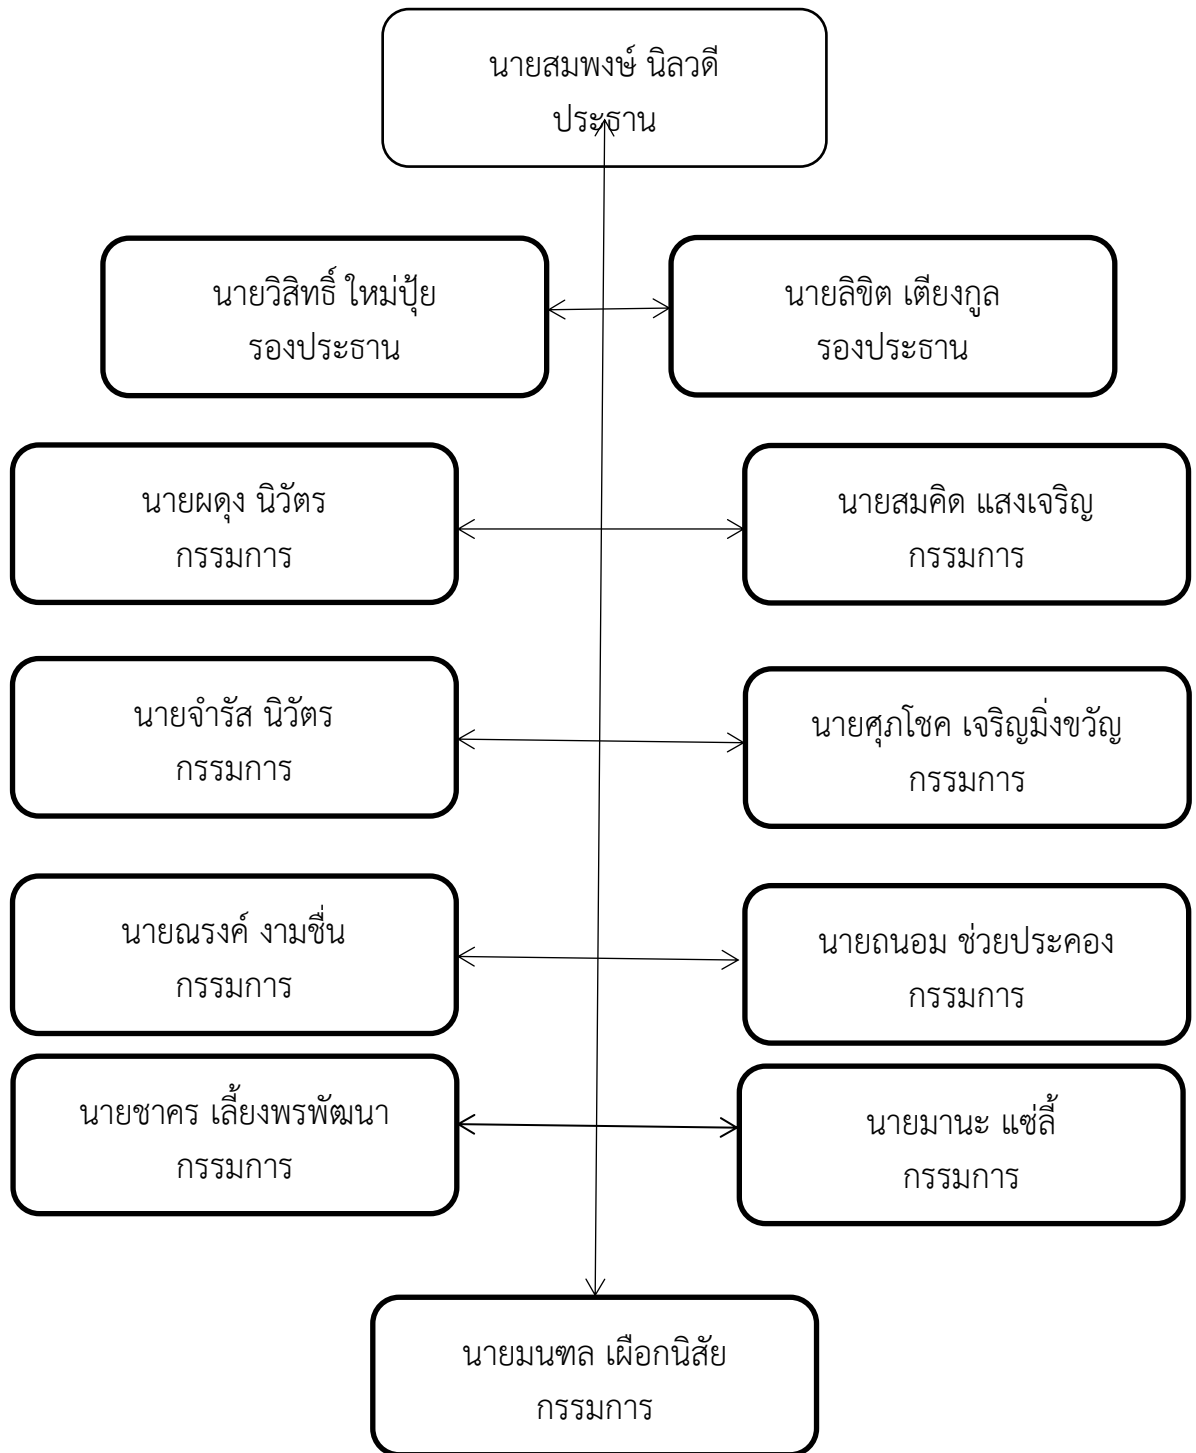 นายสมพงษ์ นิลวดี
ประธาน
นายวิสิทธิ์ ใหม่ปุ้ย
รองประธาน
นายลิขิต เตียงกูล
รองประธาน
นายผดุง นิวัตร
กรรมการ
นายสมคิด แสงเจริญ
กรรมการ
นายจำรัส นิวัตร
กรรมการ
นายศุภโชค เจริญมิ่งขวัญ
กรรมการ
นายณรงค์ งามชื่น
กรรมการ
นายถนอม ช่วยประคอง
กรรมการ
นายชาคร เลี้ยงพรพัฒนา
กรรมการ
นายมานะ แซ่ลี้
กรรมการ
นายมนฑล เผือกนิสัย
กรรมการ